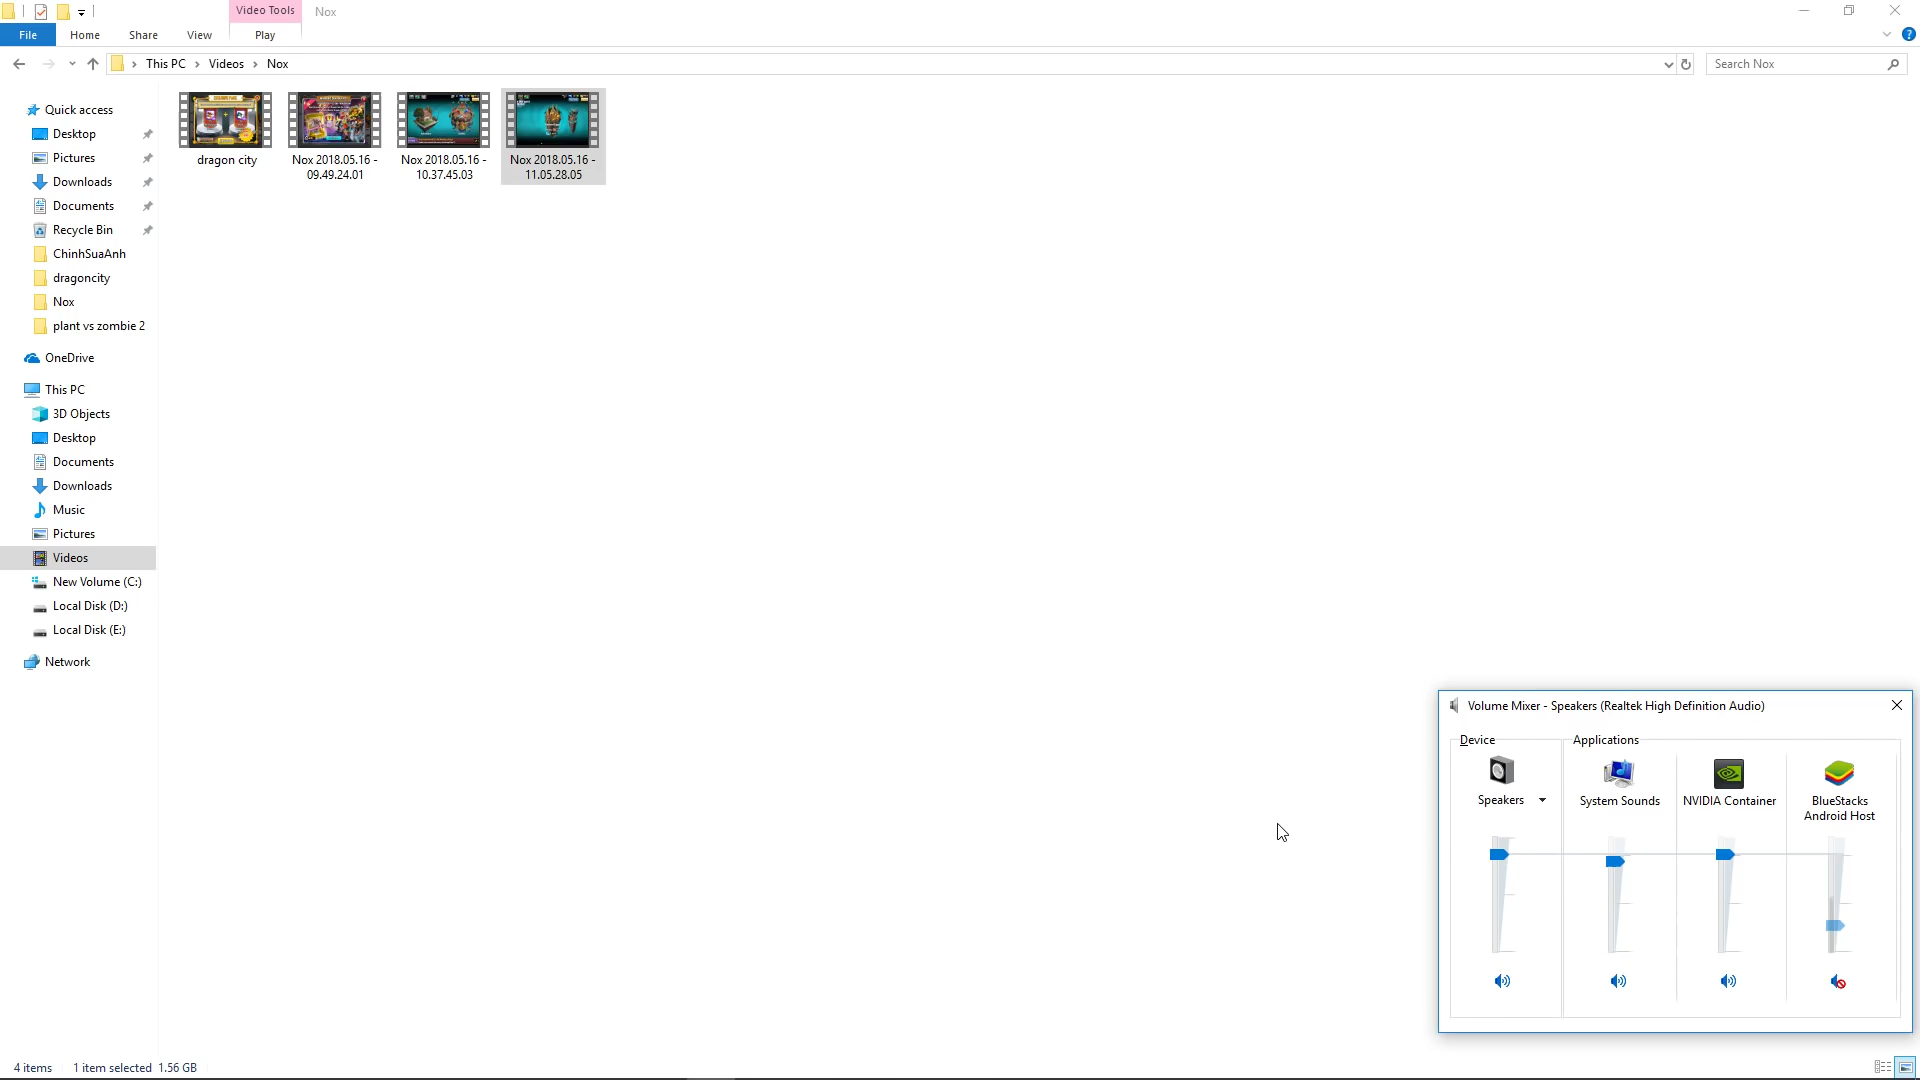 Video Tools
Nox
File
Home
Share
View
Play
This PC
Videos
Nox
Search Nox
Quick access
Desktop
Pictures
Downloads
Documents
Recycle Bin
ChinhSuaAnh
dragoncity
Nox
plant vs zombie 2
OneDrive
This PC
3D Objects
Desktop
Documents
Downloads
Music
Pictures
Videos
New Volume (C:)
Local Disk (D:)
Local Disk (E:)
Network
dragon city
Nox 2018.05.16 -
09.49.24.01
Nox 2018.05.16 -
10.37.45.03
Nox 2018.05.16 -
11.05.28.05
Volume Mixer - Speakers (Realtek High Definition Audio)
Device
Applications
Speakers
System Sounds
NVIDIA Container
BlueStacks
Android Host
4 items
1 item selected 1.56 GB